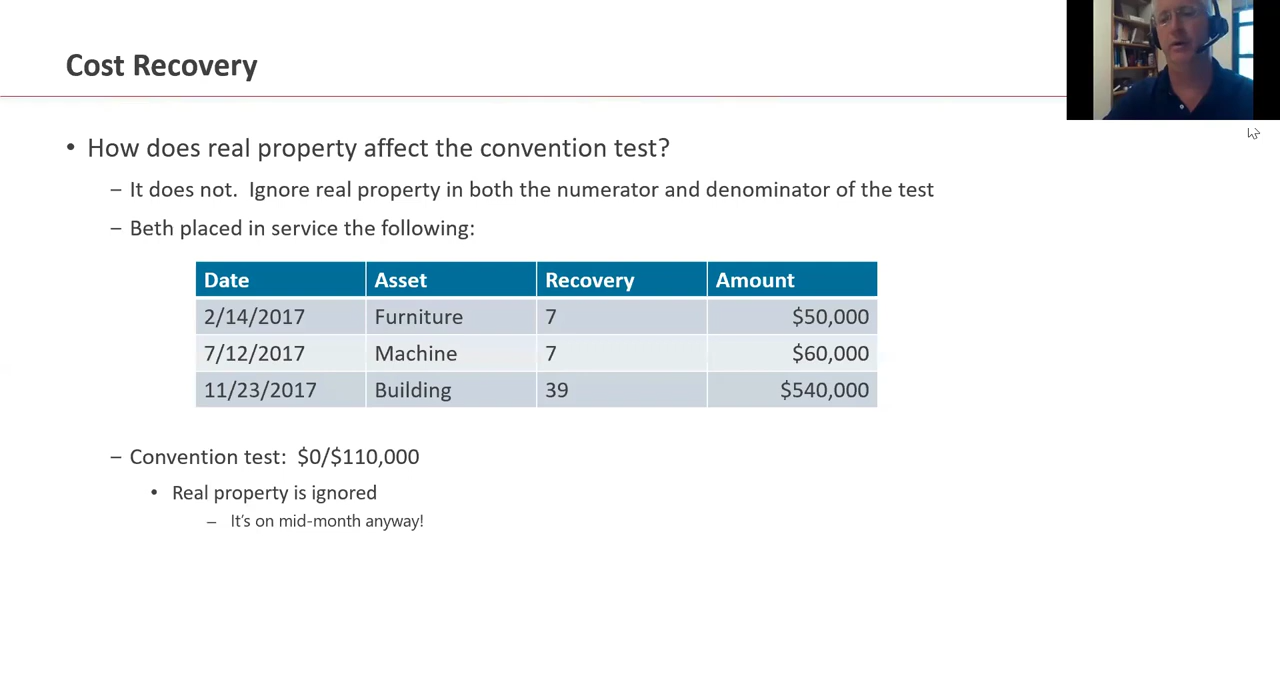 Cost Recovery
• How does real property affect the convention test?
– It does not.  Ignore real property in both the numerator and denominator of the test
– Beth placed in service the following:
Date Asset Recovery Amount
2/14/2017 Furniture 7 $50,000
7/12/2017 Machine 7 $60,000
11/23/2017 Building 39 $540,000
– Convention test:  $0/$110,000
• Real property is ignored
– It's on mid-month anyway!